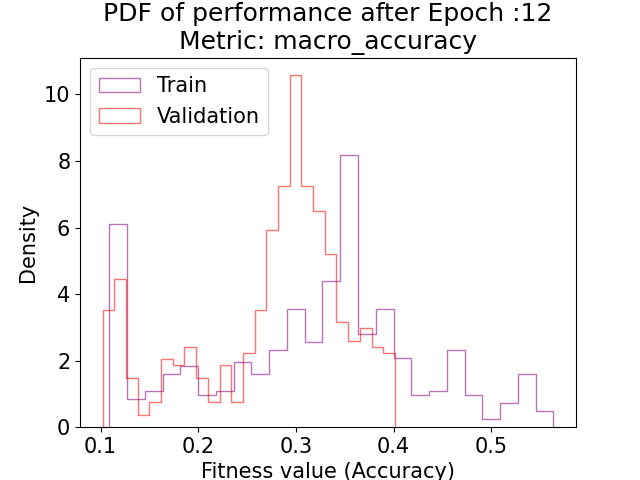 PDF of performance after Epoch :12
Metric: macro_accuracy
Train
Validation
10
8
6
4
2
0
Density
0.1 0.2 0.3 0.4 0.5
Fitness value (Accuracy)